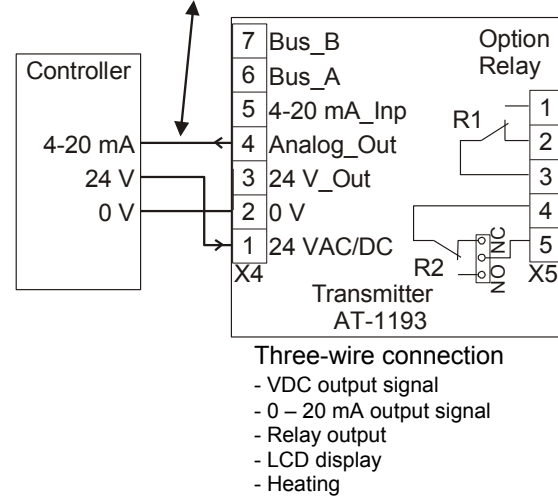 Controller
4-20 mA
24 V
0 V
7 Bus_B
6 Bus_A
5 4-20 mA_Inp
4 Analog_Out
3 24 V_Out
2 0 V
1 24 VAC/DC
X4
Option
Relay
R1
1
2
3
4
5
X5
R2
NO NC
Transmitter
AT-1193
Three-wire connection
- VDC output signal
- 0 – 20 mA output signal
- Relay output
- LCD display
- Heating